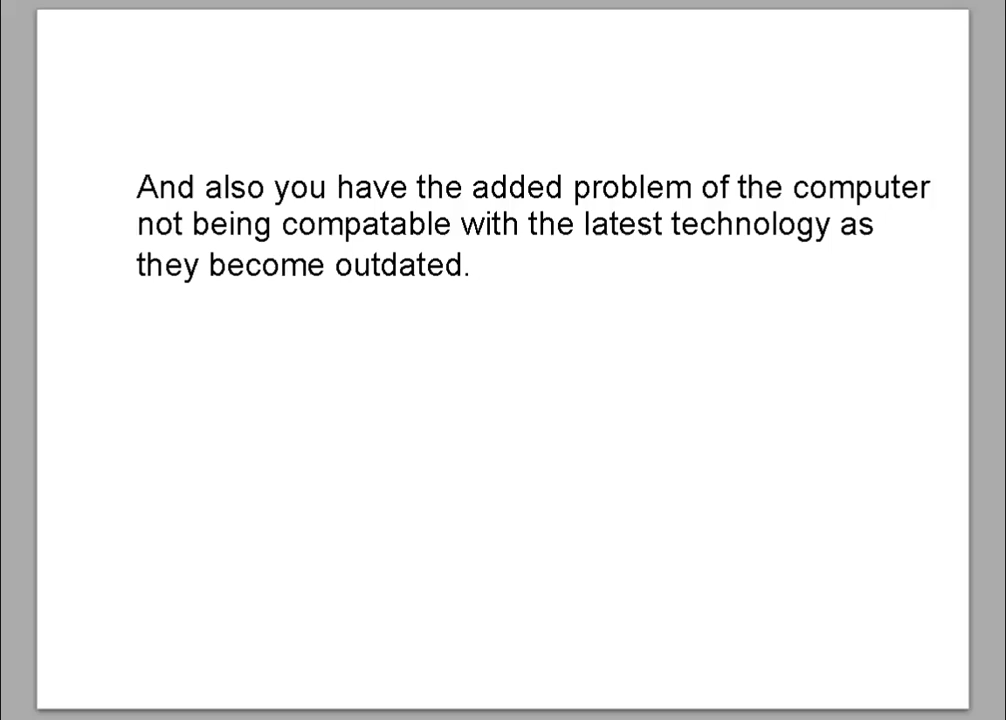 And also you have the added problem of the computer
not being compatable with the latest technology as
they become outdated.